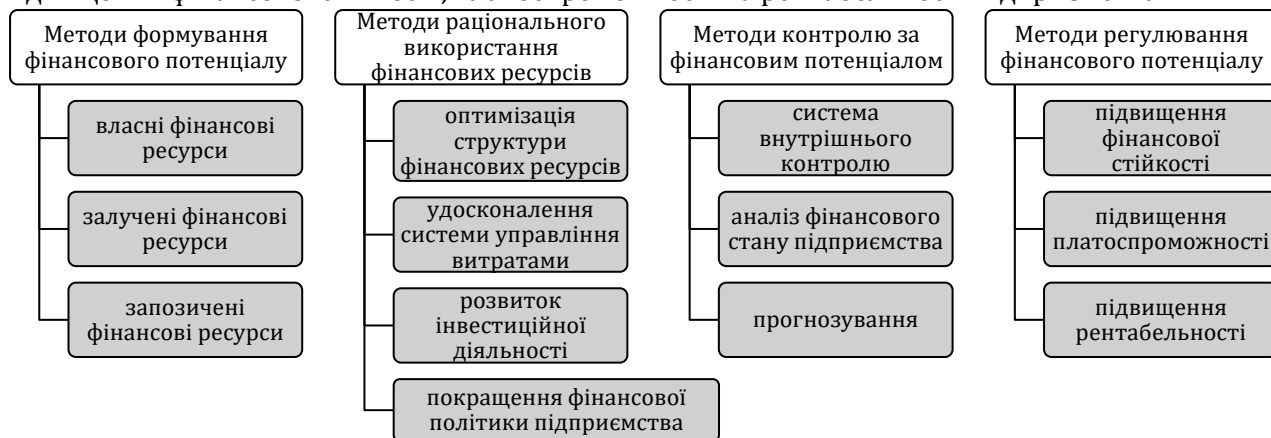 Методи формування
фінансового потенціалу
власні фінансові
ресурси
залучені фінансові
ресурси
запозичені
фінансові ресурси
Методи раціонального
використання
фінансових ресурсів
оптимізація
структури
фінансових ресурсів
удосконалення
системи управління
витратами
розвиток
інвестиційної
діяльності
покращення фінансової
політики підприємства
Методи контролю за
фінансовим потенціалом
система
внутрішнього
контролю
аналіз фінансового
стану підприємства
прогнозування
Методи регулювання
фінансового потенціалу
підвищення
фінансової
стійкості
підвищення
платоспроможності
підвищення
рентабельності